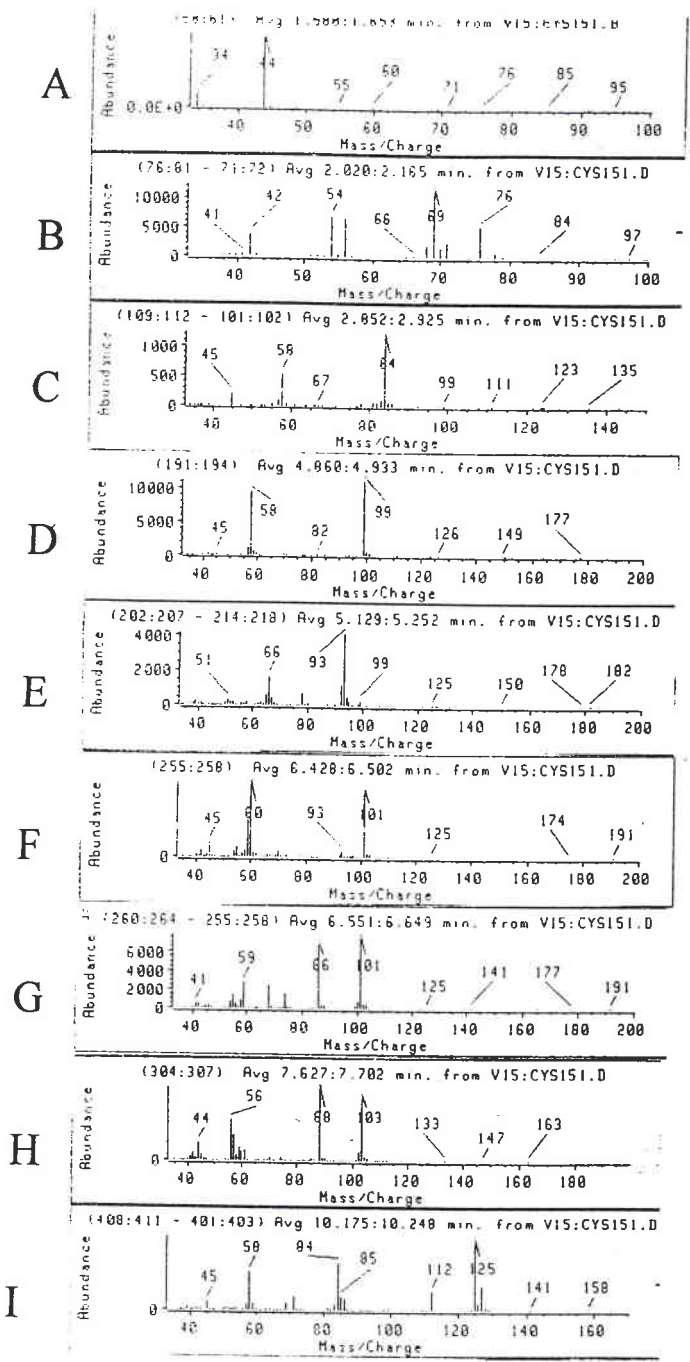 A
Avg 1.588:1.653 min. from V15:CYS151.D
34 44 55 60 71 76 85 95
Abundance
0.0E+0
40 50 60 70 80 90 100
Mass/Charge
B
(76:81 - 71:72) Avg 2.020:2.165 min. from V15:CYS151.D
41 42 54 66 69 76 84 97
Abundance
10000
5000
0
40 50 60 70 80 90 100
Mass/Charge
C
(109:112 - 101:102) Avg 2.852:2.925 min. from V15:CYS151.D
45 58 67 84 99 111 123 135
Abundance
1000
500
0
40 60 80 100 120 140
Mass/Charge
D
(191:194) Avg 4.860:4.933 min. from V15:CYS151.D
45 58 82 99 126 149 177
Abundance
10000
5000
0
40 60 80 100 120 140 160 180 200
Mass/Charge
E
(202:207 - 214:218) Avg 5.129:5.252 min. from V15:CYS151.D
51 66 93 99 125 150 178 182
Abundance
4000
2000
0
40 60 80 100 120 140 160 180 200
Mass/Charge
F
(255:258) Avg 6.428:6.502 min. from V15:CYS151.D
45 60 93 101 125 174 191
Abundance
0
40 60 80 100 120 140 160 180 200
Mass/Charge
G
(260:264 - 255:258) Avg 6.551:6.649 min. from V15:CYS151.D
41 59 86 101 125 141 177 191
Abundance
6000
4000
2000
0
40 60 80 100 120 140 160 180 200
Mass/Charge
H
(304:307) Avg 7.627:7.702 min. from V15:CYS151.D
44 56 88 103 133 147 163
Abundance
0
40 60 80 100 120 140 160 180
Mass/Charge
I
(408:411 - 401:403) Avg 10.175:10.248 min. from V15:CYS151.D
45 58 84 85 112 125 141 158
Abundance
0
40 60 80 100 120 140 160
Mass/Charge